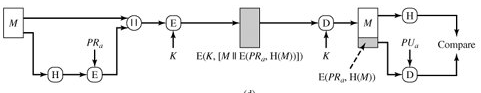 M
||
E
D
M
H
PRₐ
K
E(K, [M || E(PRₐ, H(M))])
K
PUₐ
Compare
H
E
E(PRₐ, H(M))
D